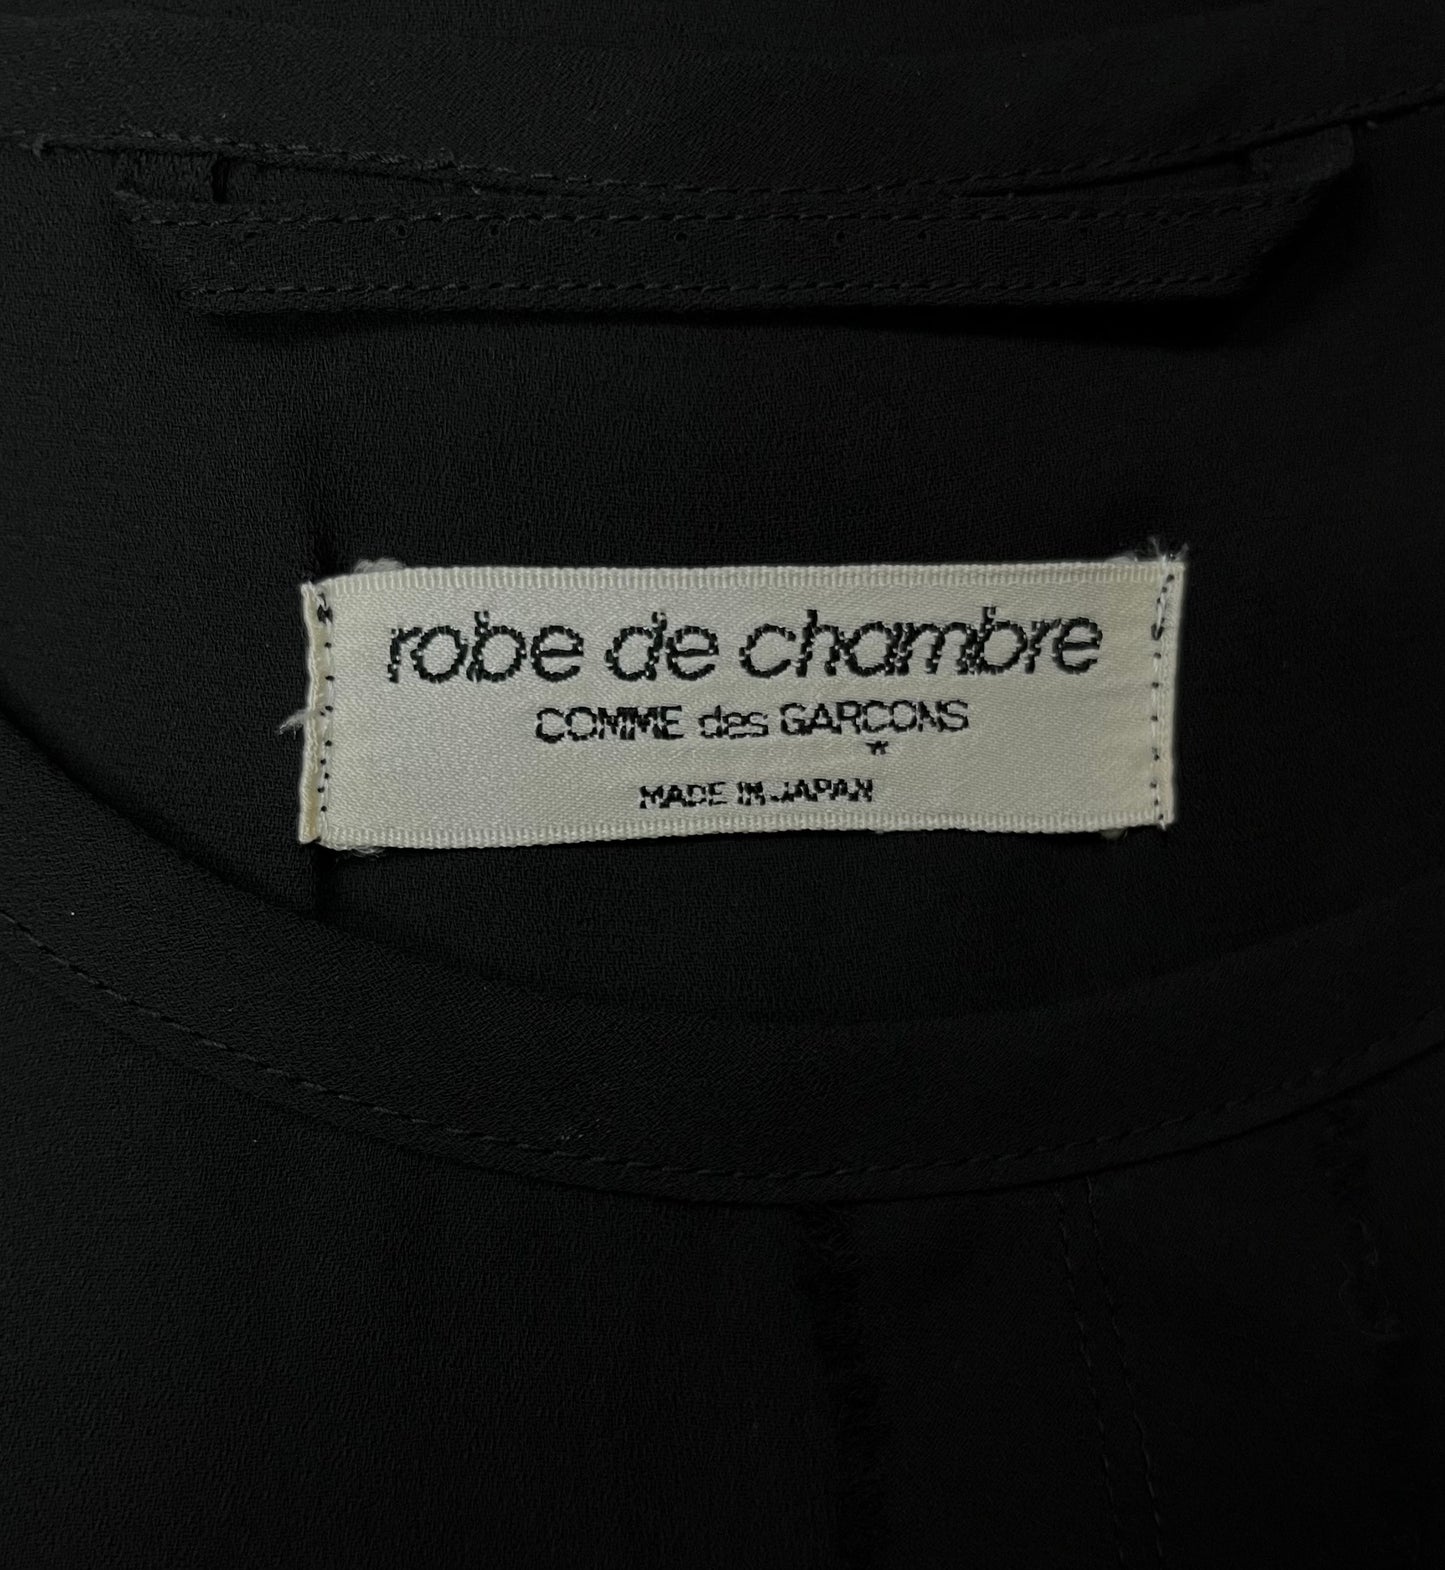 robe de chambre
COMME des GARÇONS
MADE IN JAPAN